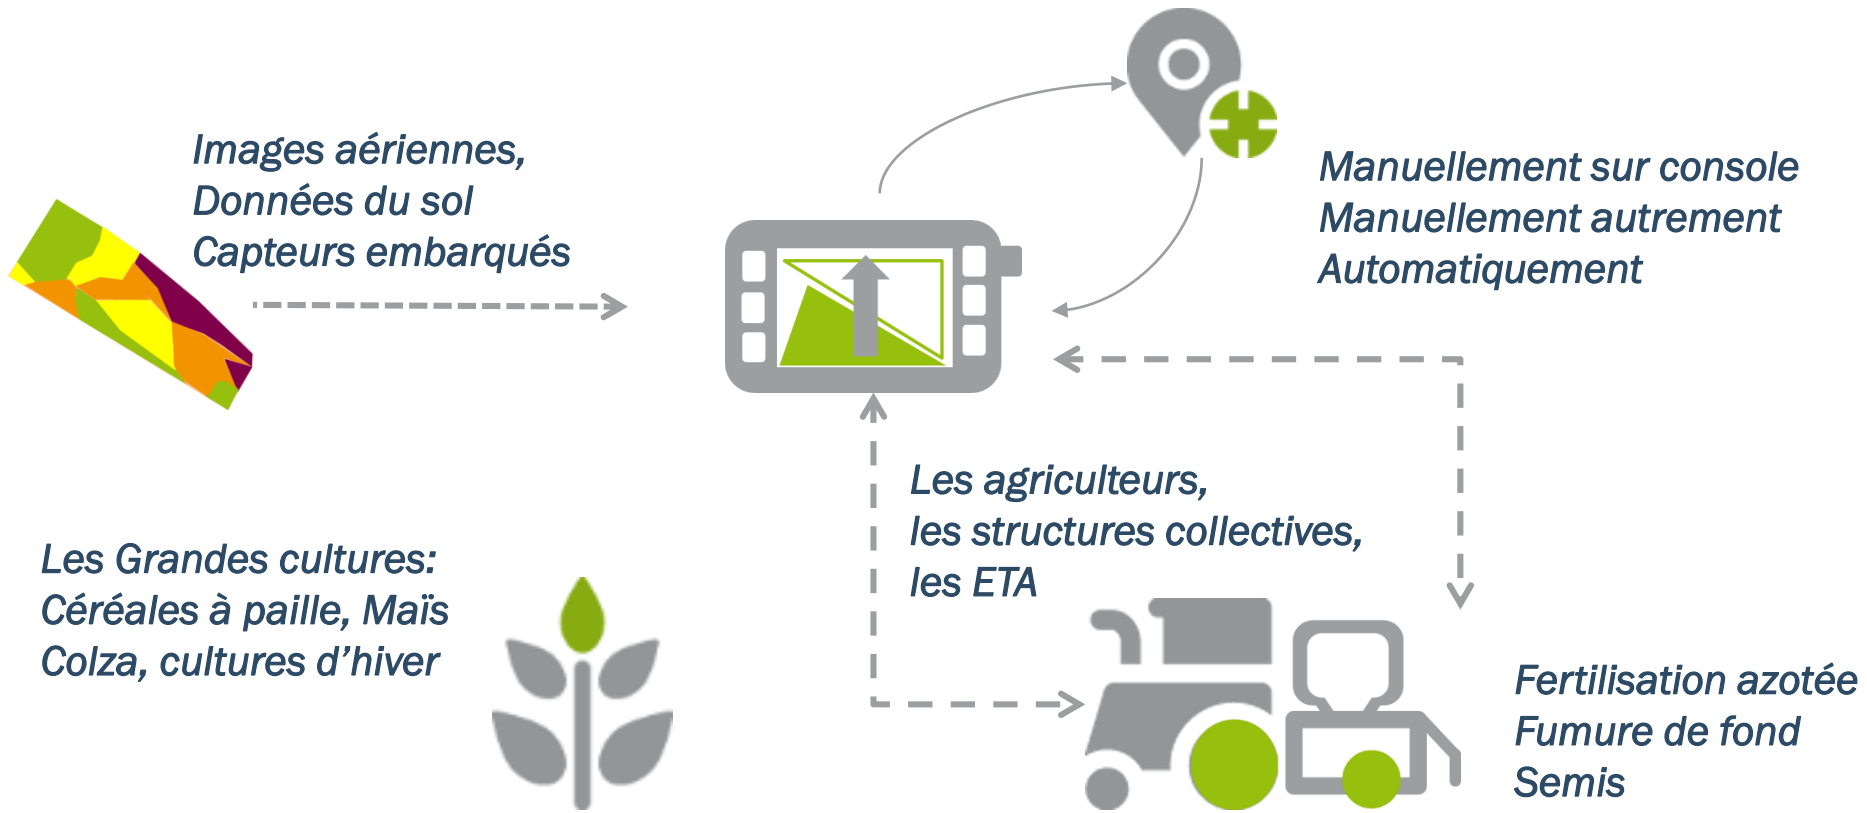 Images aériennes,
Données du sol
Capteurs embarqués
Manuellement sur console
Manuellement autrement
Automatiquement
Les agriculteurs,
les structures collectives,
les ETA
Les Grandes cultures:
Céréales à paille, Maïs
Colza, cultures d’hiver
Fertilisation azotée
Fumure de fond
Semis